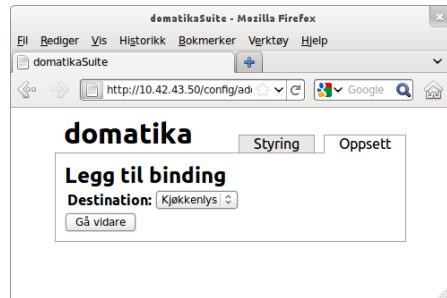 domatikaSuite - Mozilla Firefox
Fil Rediger Vis Historikk Bokmerker Verktøy Hjelp
domatikaSuite
http://10.42.43.50/config/add Google
domatika
Styring Oppsett
Legg til binding
Destination: Kjøkkenlys
Gå vidare